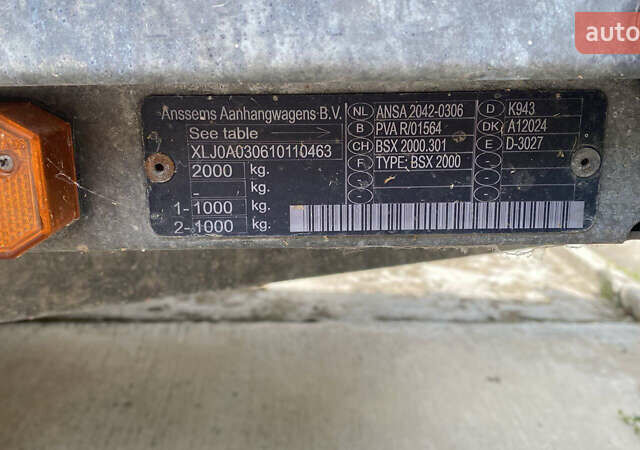 auto
Anssems Aanhangwagens B.V.
See table
XLJ0A030610110463
2000 kg.
- kg.
1- 1000 kg.
2- 1000 kg.
NL ANSA 2042-0306
B PVA R/01564
CH BSX 2000.301
F TYPE: BSX 2000
-
-
D K943
DK A12024
E D-3027
-
-
-